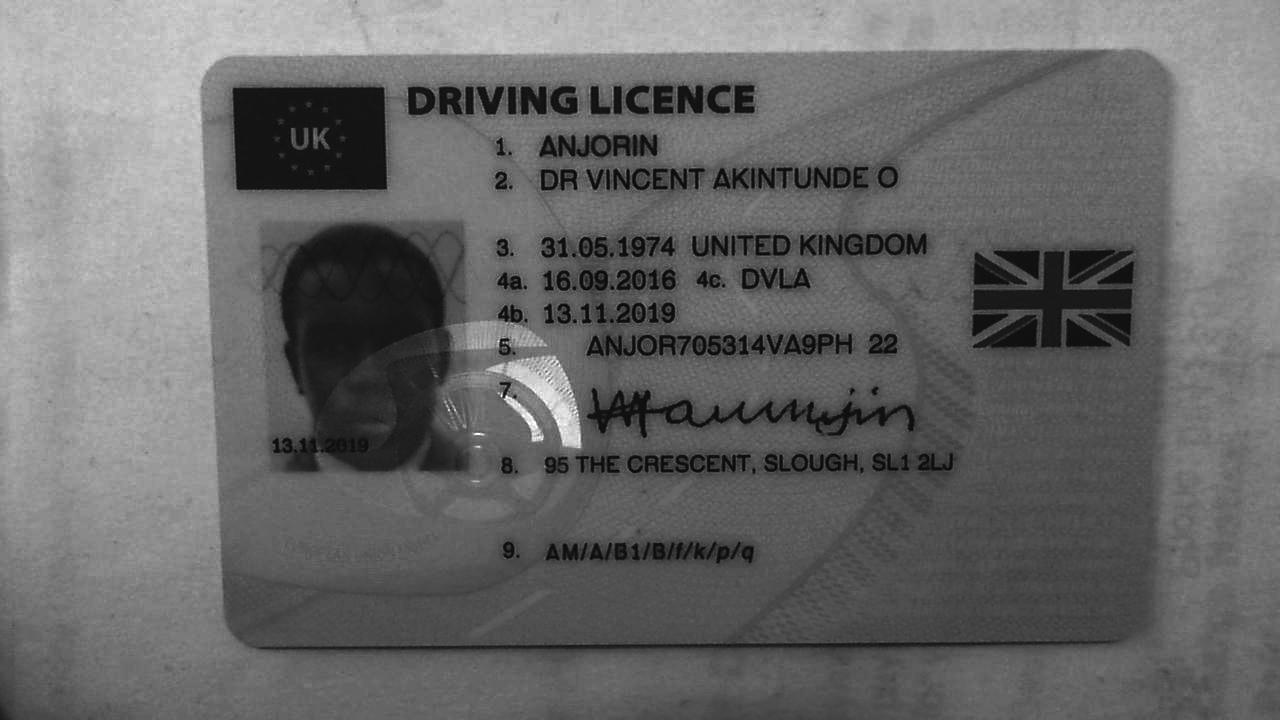 UK
DRIVING LICENCE
1. ANJORIN
2. DR VINCENT AKINTUNDE O
3. 31.05.1974 UNITED KINGDOM
4a. 16.09.2016 4c. DVLA
4b. 13.11.2019
5. ANJOR705314VA9PH 22
7.
13.11.2019
8. 95 THE CRESCENT, SLOUGH, SL1 2LJ
9. AM/A/B1/B/f/k/p/q